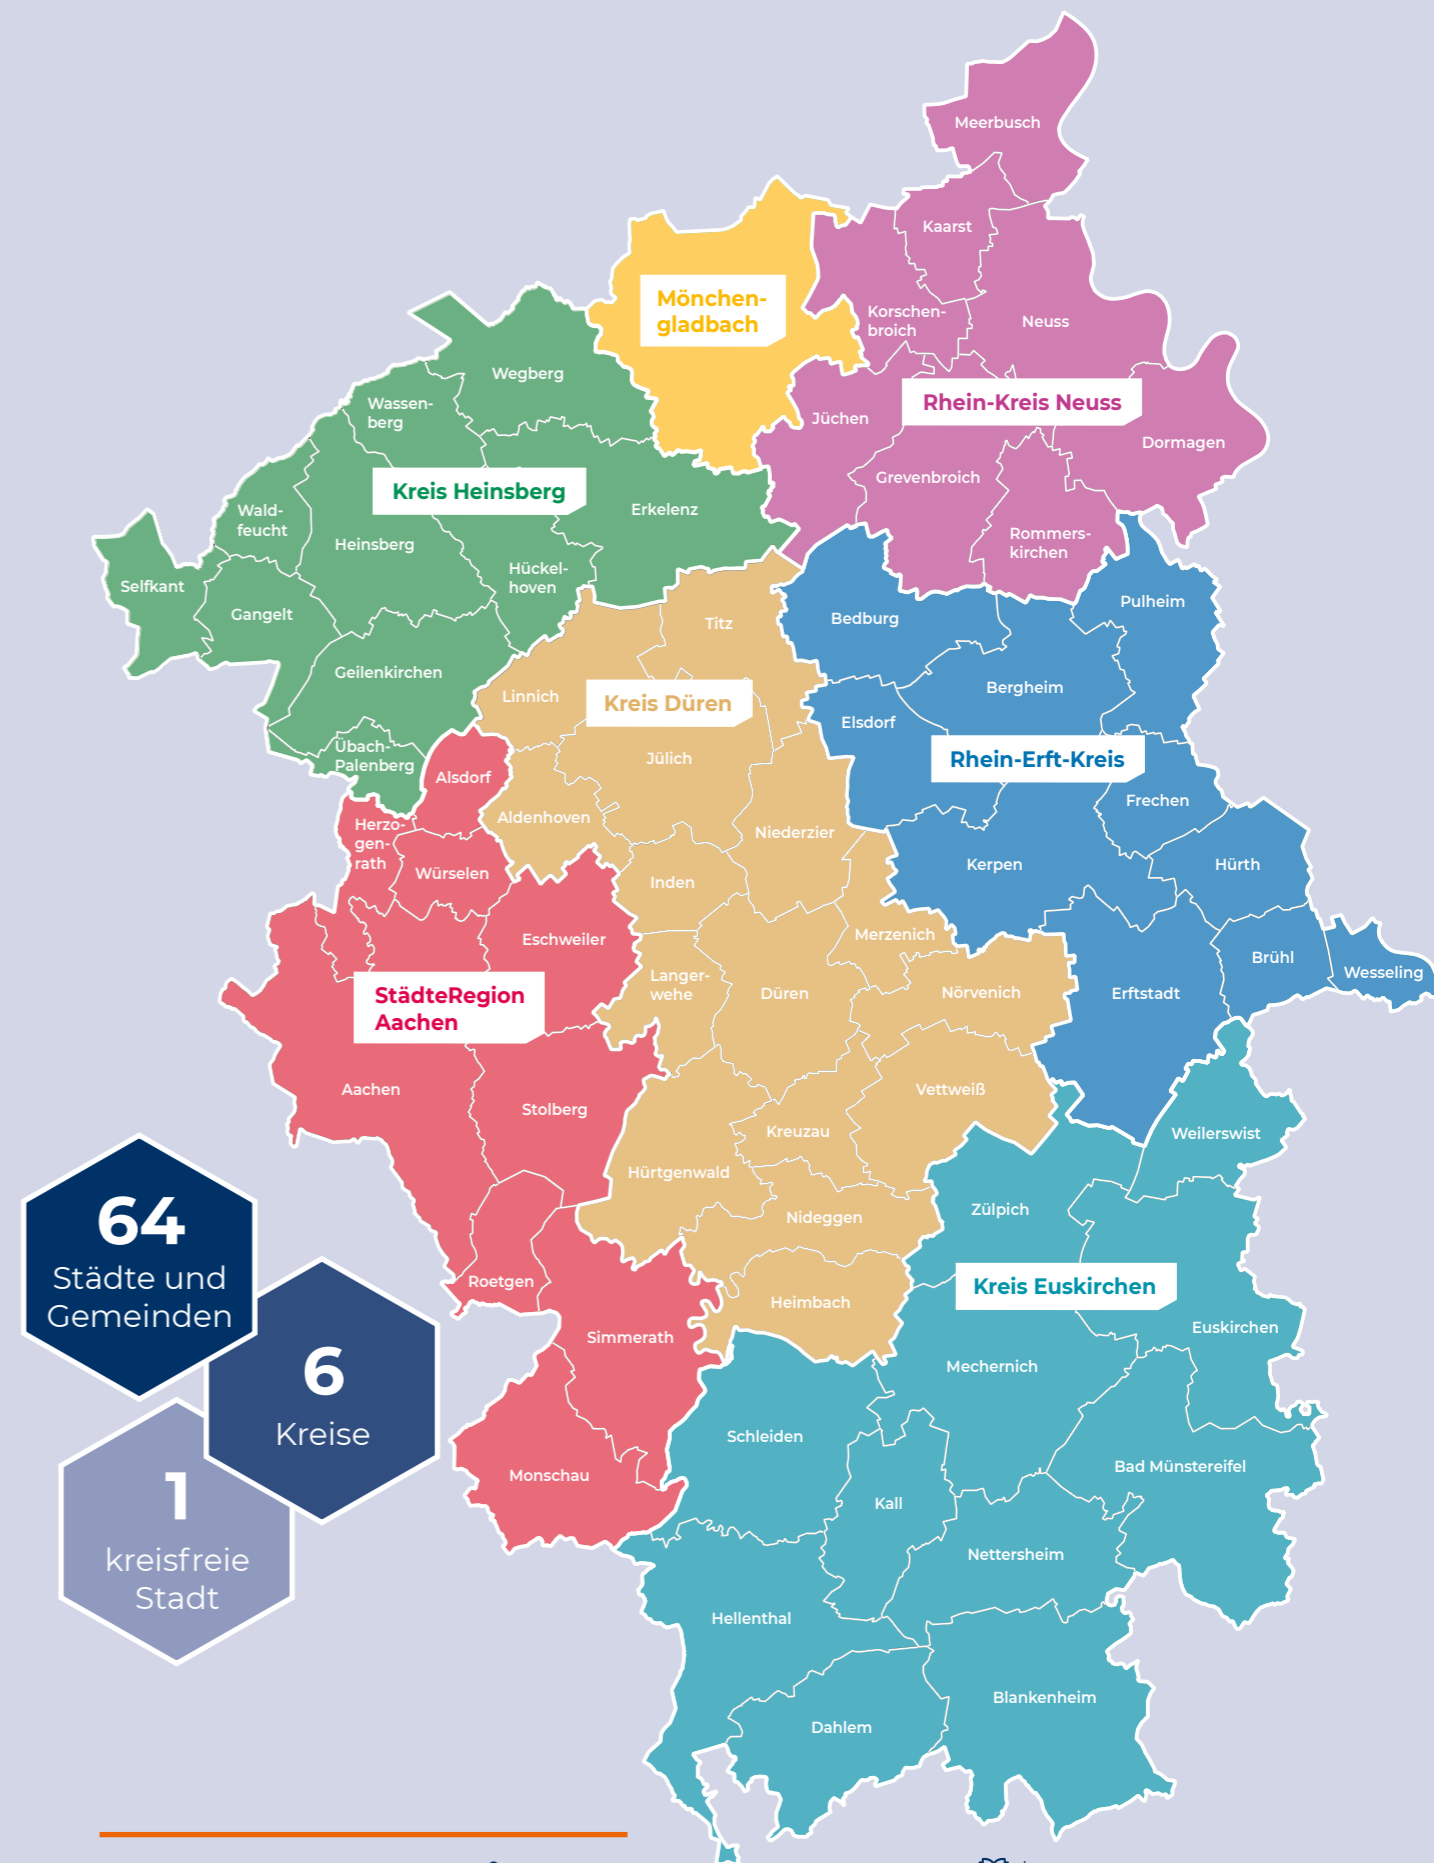 Meerbusch
Kaarst
Korschen-
broich
Neuss
Mönchen-
gladbach
Rhein-Kreis Neuss
Jüchen
Dormagen
Grevenbroich
Rommers-
kirchen
Wegberg
Wassen-
berg
Kreis Heinsberg
Erkelenz
Wald-
feucht
Heinsberg
Hückel-
hoven
Selfkant
Gangelt
Geilenkirchen
Übach-
Palenberg
Titz
Linnich
Kreis Düren
Jülich
Aldenhoven
Niederzier
Inden
Merzenich
Langer-
wehe
Düren
Nörvenich
Vettweiß
Kreuzau
Hürtgenwald
Nideggen
Heimbach
Bedburg
Pulheim
Bergheim
Elsdorf
Rhein-Erft-Kreis
Frechen
Kerpen
Hürth
Brühl
Wesseling
Erftstadt
Alsdorf
Herzo-
gen-
rath
Würselen
Eschweiler
StädteRegion
Aachen
Aachen
Stolberg
Roetgen
Simmerath
Monschau
Weilerswist
Zülpich
Kreis Euskirchen
Euskirchen
Mechernich
Schleiden
Bad Münstereifel
Kall
Nettersheim
Hellenthal
Blankenheim
Dahlem
64
Städte und
Gemeinden
6
Kreise
1
kreisfreie
Stadt